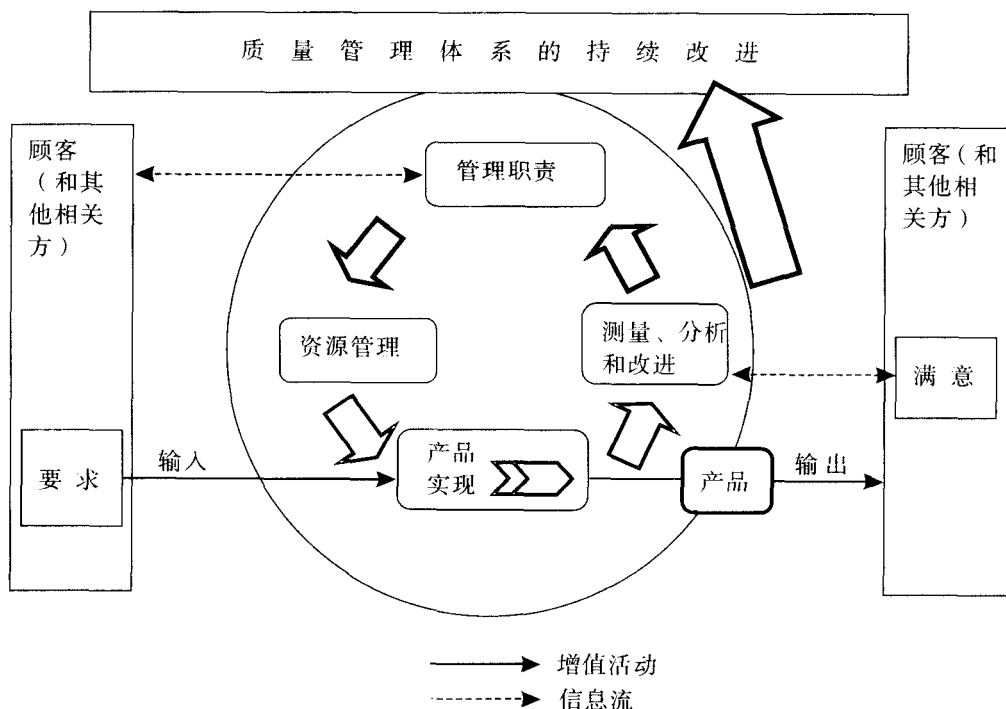 质量管理体系的持续改进
顾客
（和其
他相关
方）
管理职责
顾客（和
其他相
关方）
资源管理
测量、分析
和改进
满意
要求
输入
产品
实现
产品
输出
增值活动
信息流